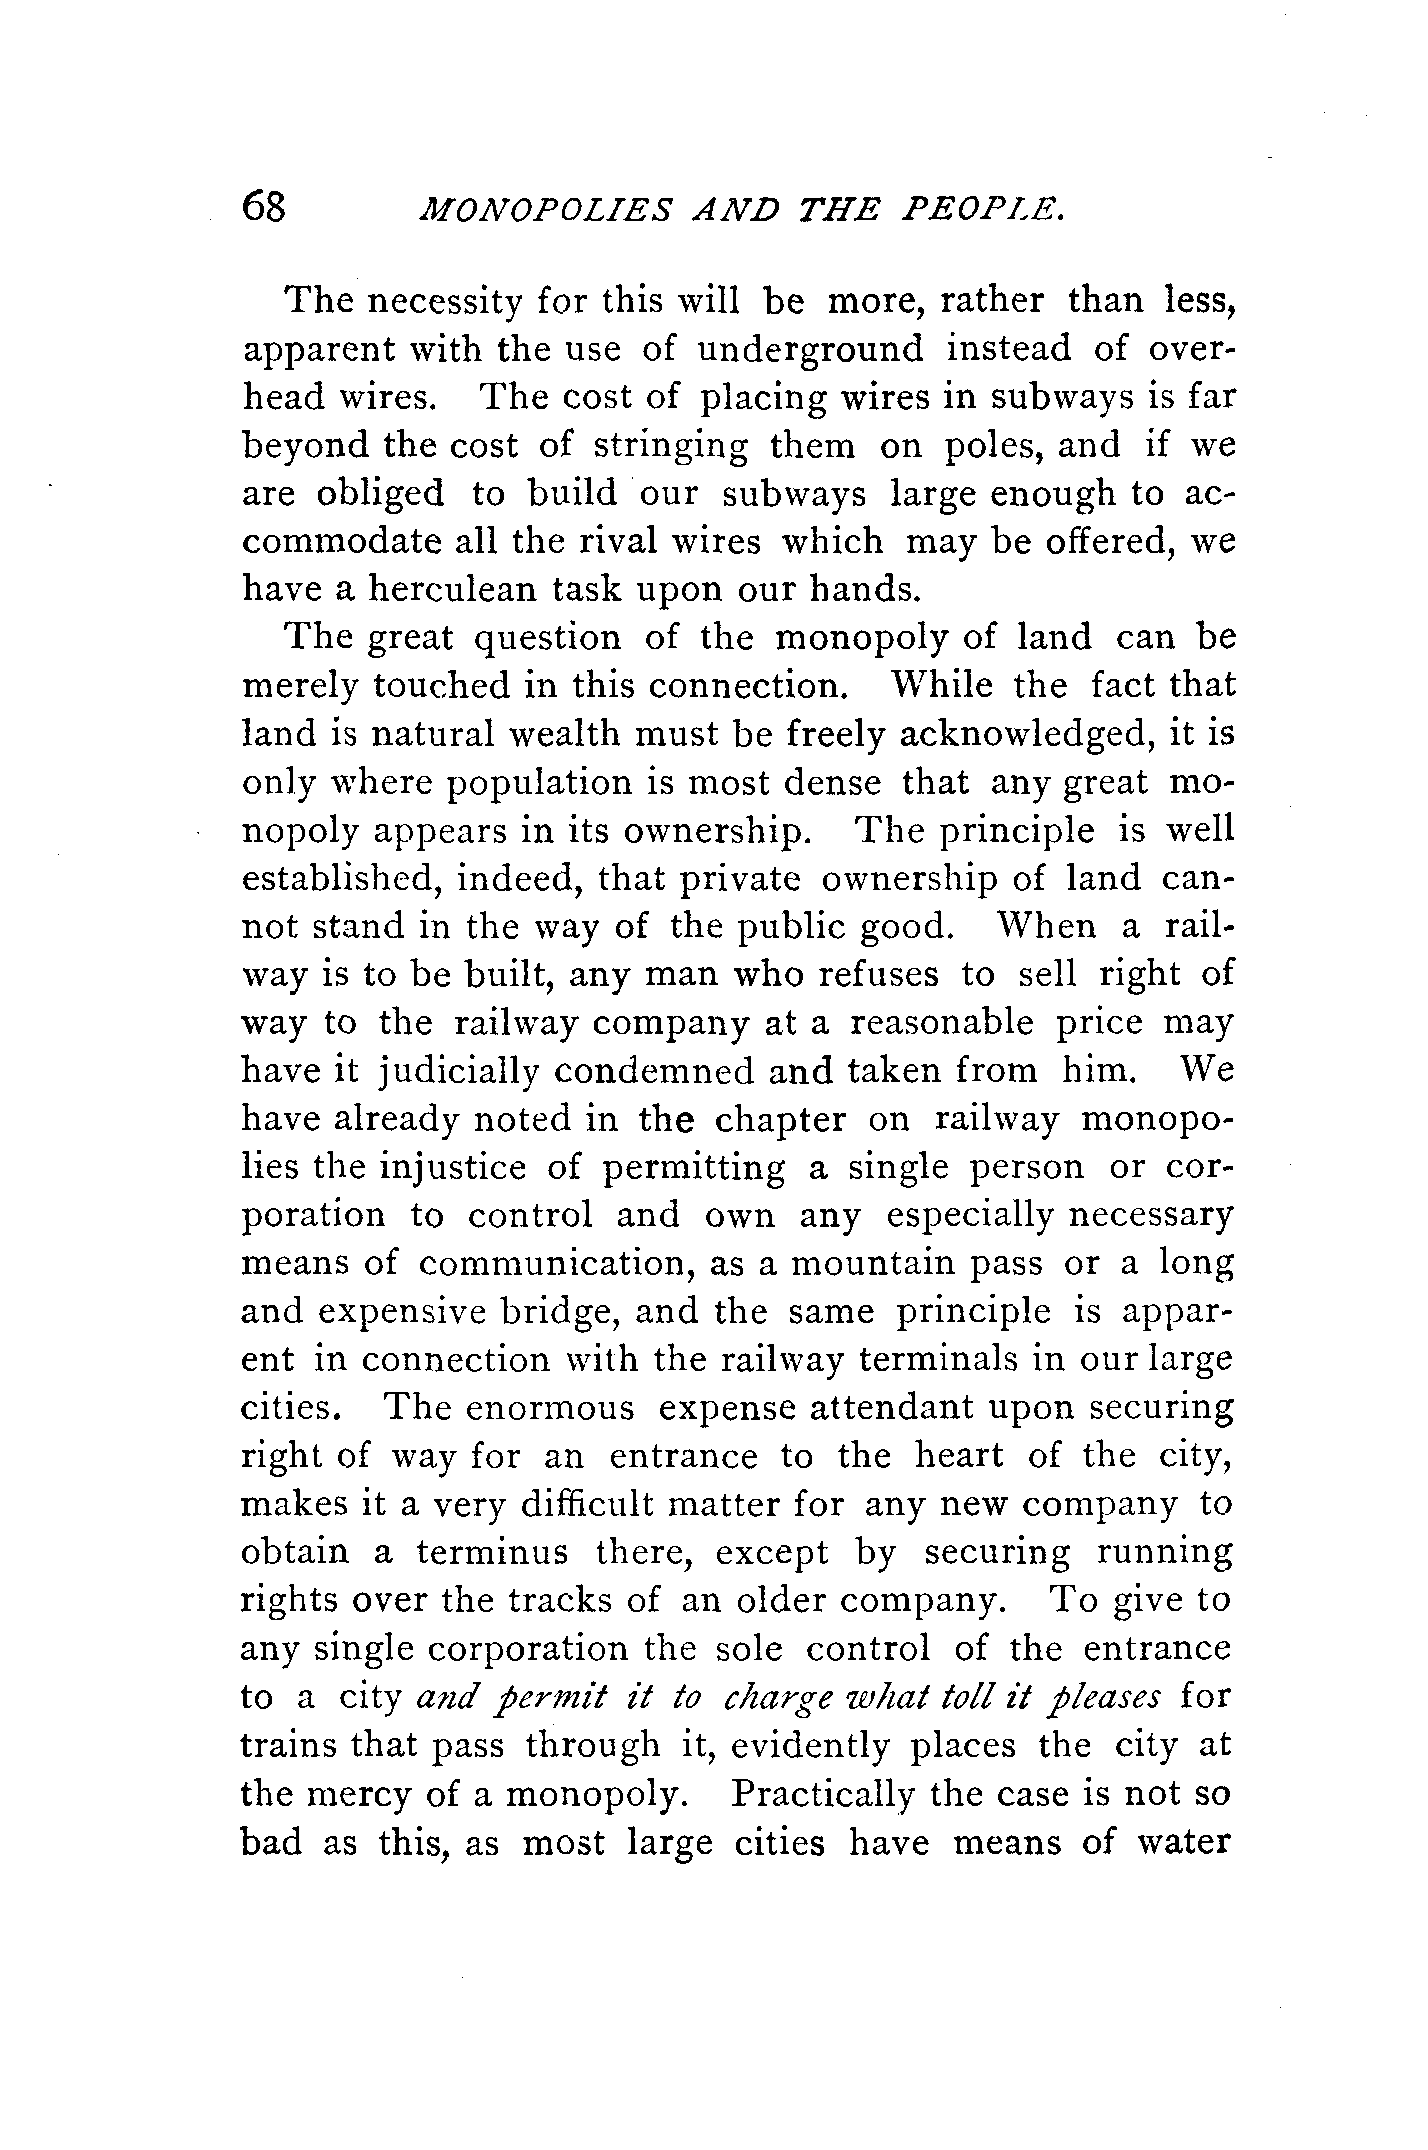 68 MONOPOLIES AND THE PEOPLE.
The necessity for this will be more, rather than less,
apparent with the use of underground instead of over-
head wires. The cost of placing wires in subways is far
beyond the cost of stringing them on poles, and if we
are obliged to build our subways large enough to ac-
commodate all the rival wires which may be offered, we
have a herculean task upon our hands.
The great question of the monopoly of land can be
merely touched in this connection. While the fact that
land is natural wealth must be freely acknowledged, it is
only where population is most dense that any great mo-
nopoly appears in its ownership. The principle is well
established, indeed, that private ownership of land can-
not stand in the way of the public good. When a rail-
way is to be built, any man who refuses to sell right of
way to the railway company at a reasonable price may
have it judicially condemned and taken from him. We
have already noted in the chapter on railway monopo-
lies the injustice of permitting a single person or cor-
poration to control and own any especially necessary
means of communication, as a mountain pass or a long
and expensive bridge, and the same principle is appar-
ent in connection with the railway terminals in our large
cities. The enormous expense attendant upon securing
right of way for an entrance to the heart of the city,
makes it a very difficult matter for any new company to
obtain a terminus there, except by securing running
rights over the tracks of an older company. To give to
any single corporation the sole control of the entrance
to a city and permit it to charge what toll it pleases for
trains that pass through it, evidently places the city at
the mercy of a monopoly. Practically the case is not so
bad as this, as most large cities have means of water